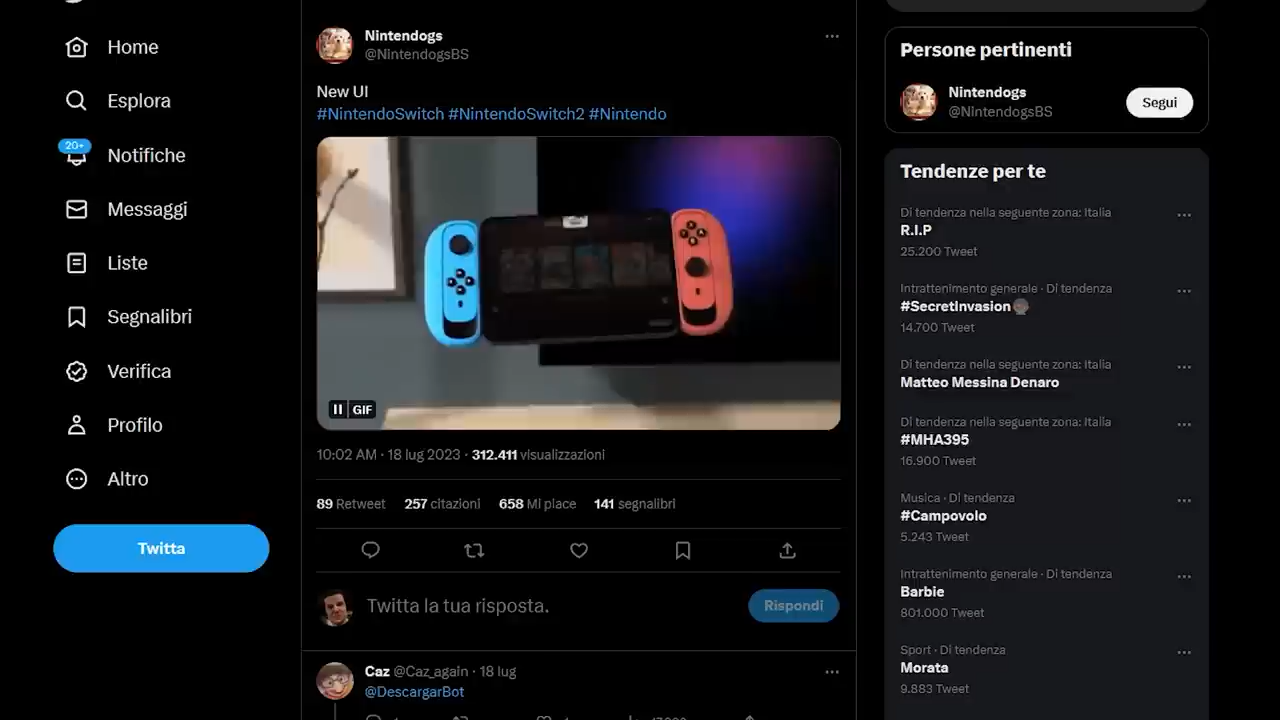 Home
Esplora
20+
Notifiche
Messaggi
Liste
Segnalibri
Verifica
Profilo
Altro
Twitta
Nintendogs
@NintendogsBS
New UI
#NintendoSwitch #NintendoSwitch2 #Nintendo
GIF
10:02 AM · 18 lug 2023 · 312.411 visualizzazioni
89 Retweet 257 citazioni 658 Mi place 141 segnalibri
Twitta la tua risposta.
Rispondi
Caz @Caz_again · 18 lug
@DescargarBot
Persone pertinenti
Nintendogs
@NintendogsBS
Segui
Tendenze per te
Di tendenza nella seguente zona: Italia
R.I.P
25.200 Tweet
Intrattenimento generale · Di tendenza
#SecretInvasion
14.700 Tweet
Di tendenza nella seguente zona: Italia
Matteo Messina Denaro
Di tendenza nella seguente zona: Italia
#MHA395
16.900 Tweet
Musica · Di tendenza
#Campovolo
5.243 Tweet
Intrattenimento generale · Di tendenza
Barbie
801.000 Tweet
Sport · Di tendenza
Morata
9.883 Tweet